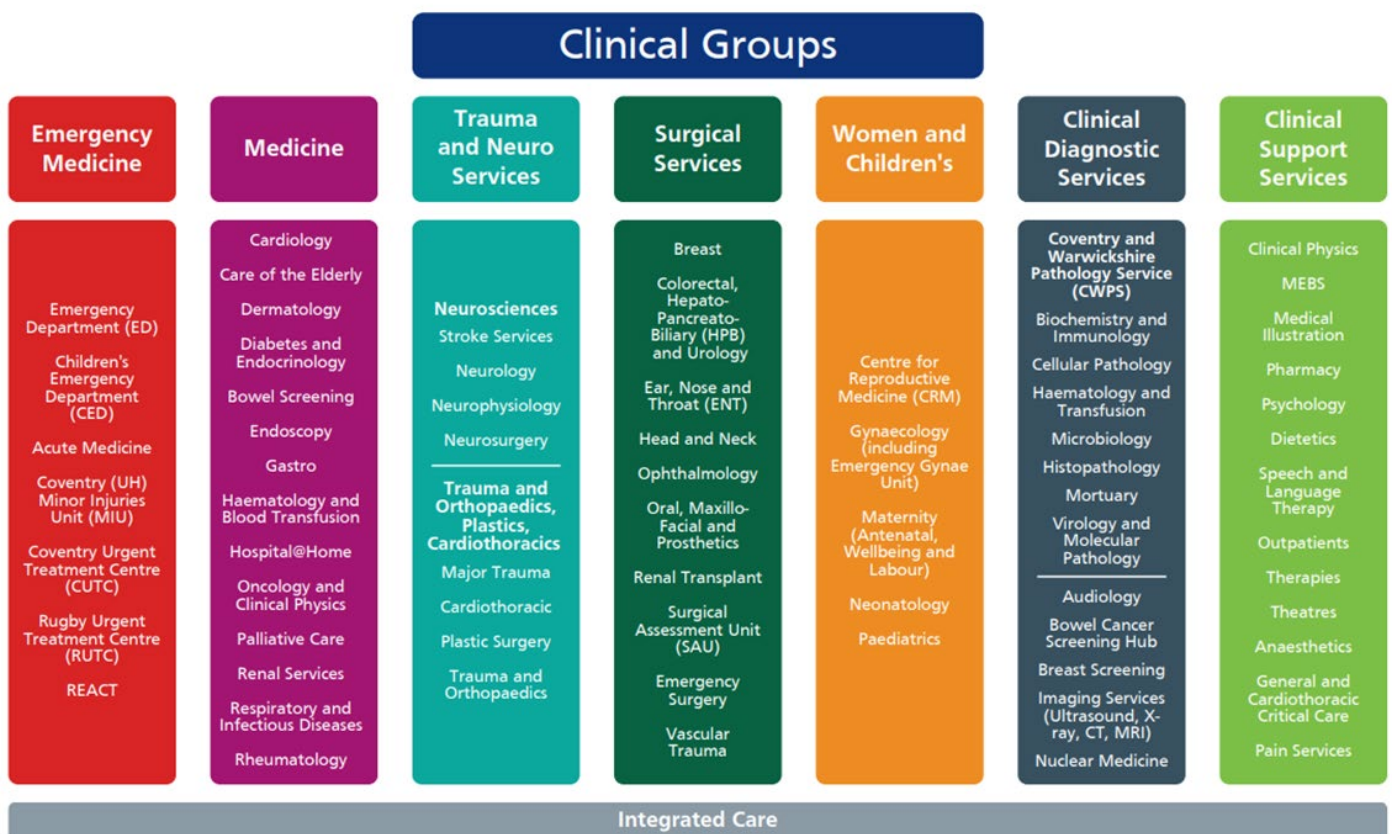 Clinical Groups
Emergency
Medicine
Medicine
Trauma
and Neuro
Services
Surgical
Services
Women and
Children's
Clinical
Diagnostic
Services
Clinical
Support
Services
Emergency
Department (ED)
Children's
Emergency
Department
(CED)
Acute Medicine
Coventry (UH)
Minor Injuries
Unit (MIU)
Coventry Urgent
Treatment Centre
(CUTC)
Rugby Urgent
Treatment Centre
(RUTC)
REACT
Cardiology
Care of the Elderly
Dermatology
Diabetes and
Endocrinology
Bowel Screening
Endoscopy
Gastro
Haematology and
Blood Transfusion
Hospital@Home
Oncology and
Clinical Physics
Palliative Care
Renal Services
Respiratory and
Infectious Diseases
Rheumatology
Neurosciences
Stroke Services
Neurology
Neurophysiology
Neurosurgery
Trauma and
Orthopaedics,
Plastics,
Cardiothoracics
Major Trauma
Cardiothoracic
Plastic Surgery
Trauma and
Orthopaedics
Breast
Colorectal,
Hepato-
Pancreato-
Biliary (HPB)
and Urology
Ear, Nose and
Throat (ENT)
Head and Neck
Ophthalmology
Oral, Maxillo-
Facial and
Prosthetics
Renal Transplant
Surgical
Assessment Unit
(SAU)
Emergency
Surgery
Vascular
Trauma
Centre for
Reproductive
Medicine (CRM)
Gynaecology
(including
Emergency Gynae
Unit)
Maternity
(Antenatal,
Wellbeing and
Labour)
Neonatology
Paediatrics
Coventry and
Warwickshire
Pathology Service
(CWPS)
Biochemistry and
Immunology
Cellular Pathology
Haematology and
Transfusion
Microbiology
Histopathology
Mortuary
Virology and
Molecular
Pathology
Audiology
Bowel Cancer
Screening Hub
Breast Screening
Imaging Services
(Ultrasound, X-
ray, CT, MRI)
Nuclear Medicine
Clinical Physics
MEBS
Medical
Illustration
Pharmacy
Psychology
Dietetics
Speech and
Language
Therapy
Outpatients
Therapies
Theatres
Anaesthetics
General and
Cardiothoracic
Critical Care
Pain Services
Integrated Care